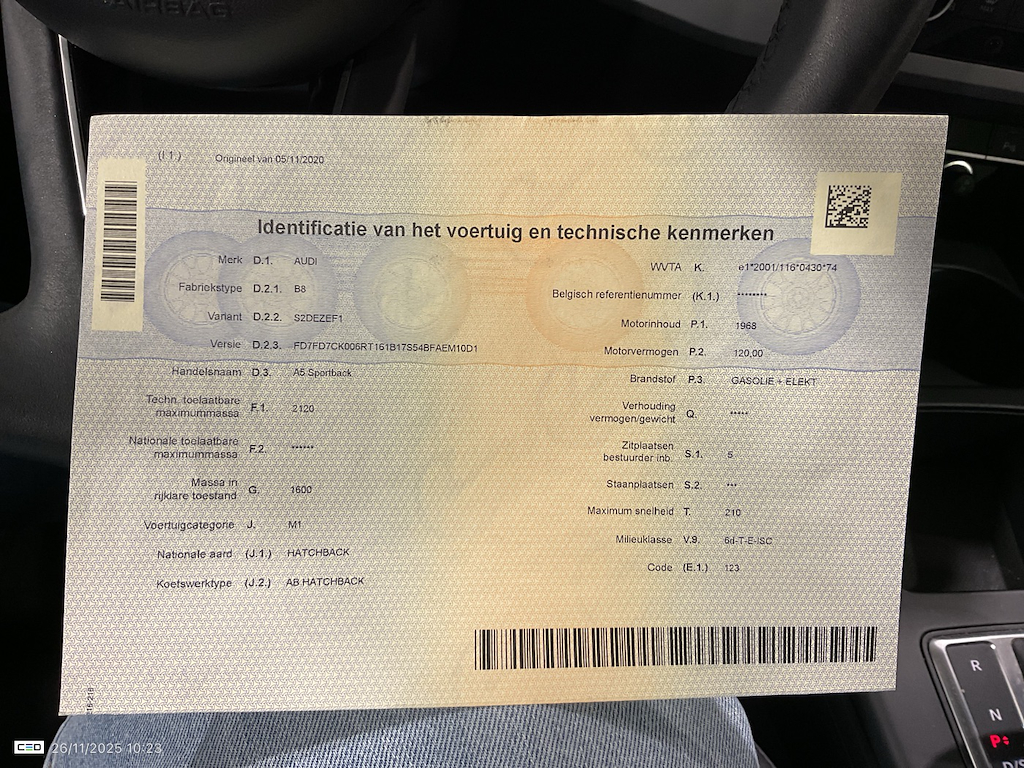 AIRBAG
(I.1.) Origineel van 05/11/2020
Identificatie van het voertuig en technische kenmerken
Merk D.1. AUDI
Fabriekstype D.2.1. B8
Variant D.2.2. S2DEZEF1
Versie D.2.3. FD7FD7CK006RT161B17S54BFAEM10D1
Handelsnaam D.3. A5 Sportback
Techn. toelaatbare
maximummassa F.1. 2120
Nationale toelaatbare
maximummassa F.2. ******
Massa in
rijklare toestand G. 1600
Voertuigcategorie J. M1
Nationale aard (J.1.) HATCHBACK
Koetswerktype (J.2.) AB HATCHBACK
WVTA K. e1*2001/116*0430*74
Belgisch referentienummer (K.1.) ********
Motorinhoud P.1. 1968
Motorvermogen P.2. 120,00
Brandstof P.3. GASOLIE + ELEKT
Verhouding
vermogen/gewicht Q. *****
Zitplaatsen
bestuurder inb. S.1. 5
Staanplaatsen S.2. ***
Maximum snelheid T. 210
Milieuklasse V.9. 6d-T-E-ISC
Code (E.1.) 123
R
N
P
D/S
CEO 26/11/2025 10:23